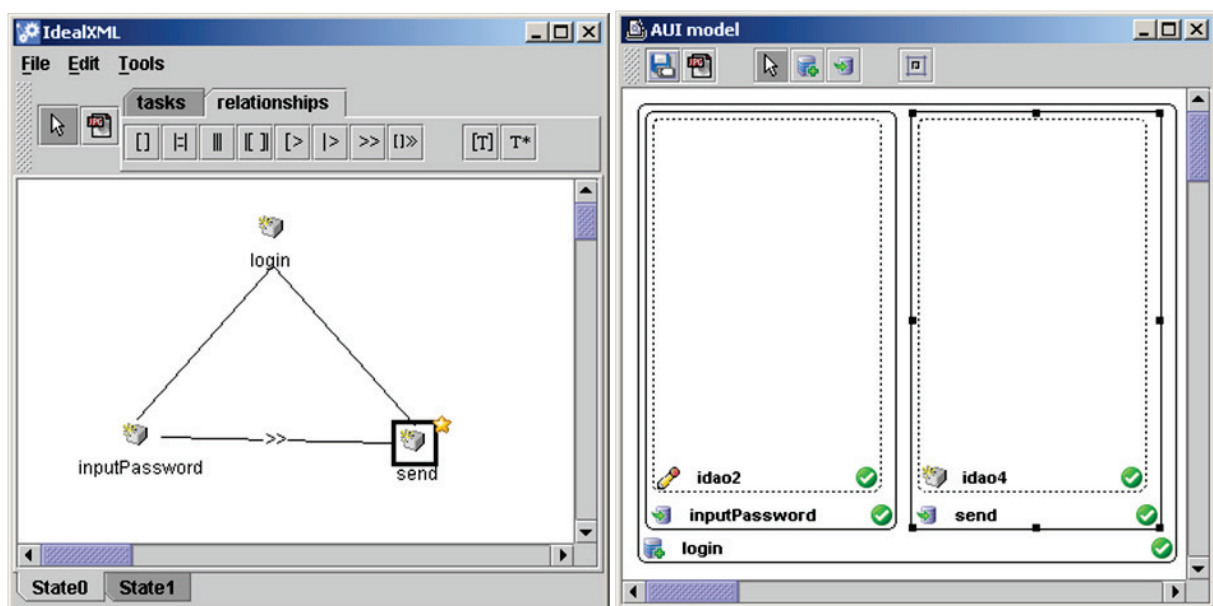 IdealXML
File Edit Tools
tasks relationships
[] |=| ||| |[]| [> |> >> []>> [T] T*
login
>>
inputPassword
send
State0 State1
AUI model
idao2
idao4
inputPassword
send
login